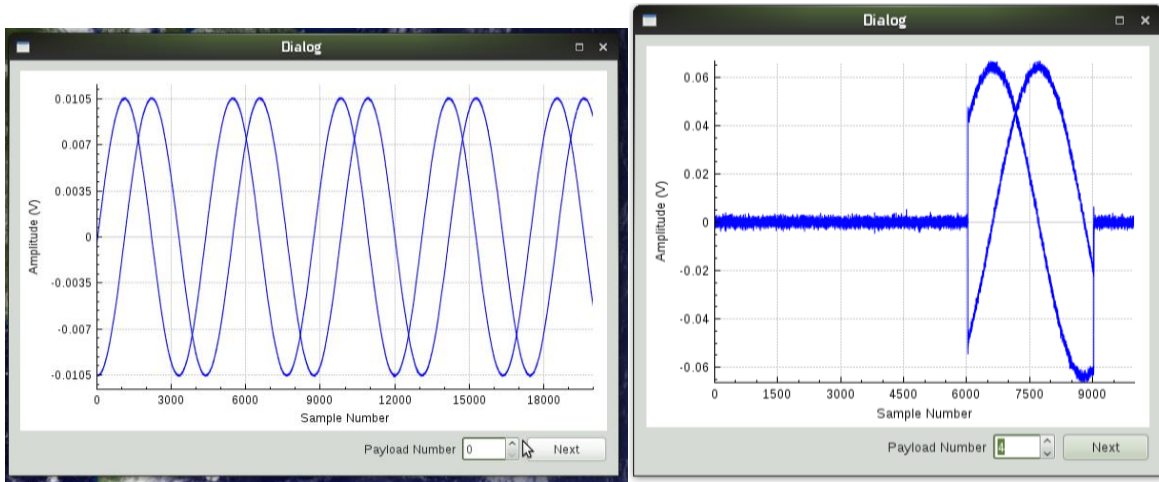 Dialog
0.0105
0.007
0.0035
0
-0.0035
-0.007
-0.0105
Amplitude (V)
0 3000 6000 9000 12000 15000 18000
Sample Number
Payload Number 0 Next
Dialog
0.06
0.04
0.02
0
-0.02
-0.04
-0.06
Amplitude (V)
0 1500 3000 4500 6000 7500 9000
Sample Number
Payload Number 4 Next